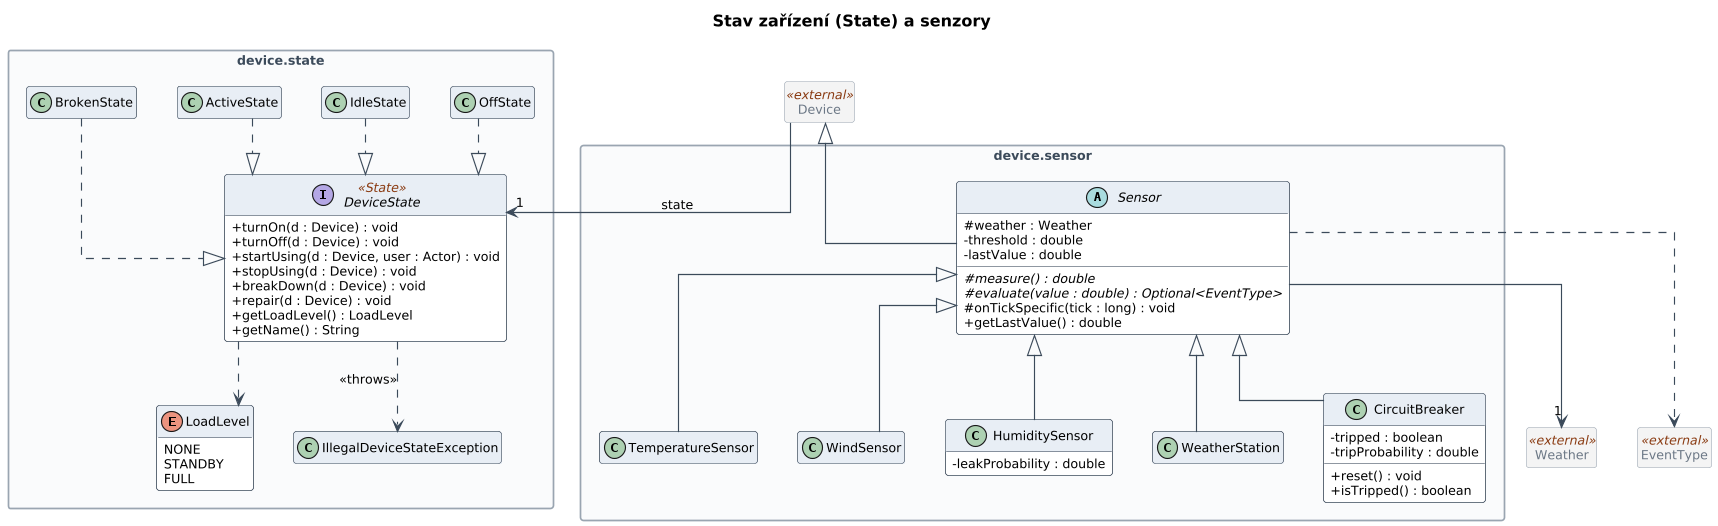 Stav zařízení (State) a senzory
device.state
C BrokenState
C ActiveState
C IdleState
C OffState
«external»
Device
I «State»
DeviceState
+turnOn(d : Device) : void
+turnOff(d : Device) : void
+startUsing(d : Device, user : Actor) : void
+stopUsing(d : Device) : void
+breakDown(d : Device) : void
+repair(d : Device) : void
+getLoadLevel() : LoadLevel
+getName() : String
1
state
«throws»
E LoadLevel
NONE
STANDBY
FULL
C IllegalDeviceStateException
device.sensor
A Sensor
#weather : Weather
-threshold : double
-lastValue : double
#measure() : double
#evaluate(value : double) : Optional<EventType>
#onTickSpecific(tick : long) : void
+getLastValue() : double
C TemperatureSensor
C WindSensor
C HumiditySensor
-leakProbability : double
C WeatherStation
C CircuitBreaker
-tripped : boolean
-tripProbability : double
+reset() : void
+isTripped() : boolean
1
«external»
Weather
«external»
EventType